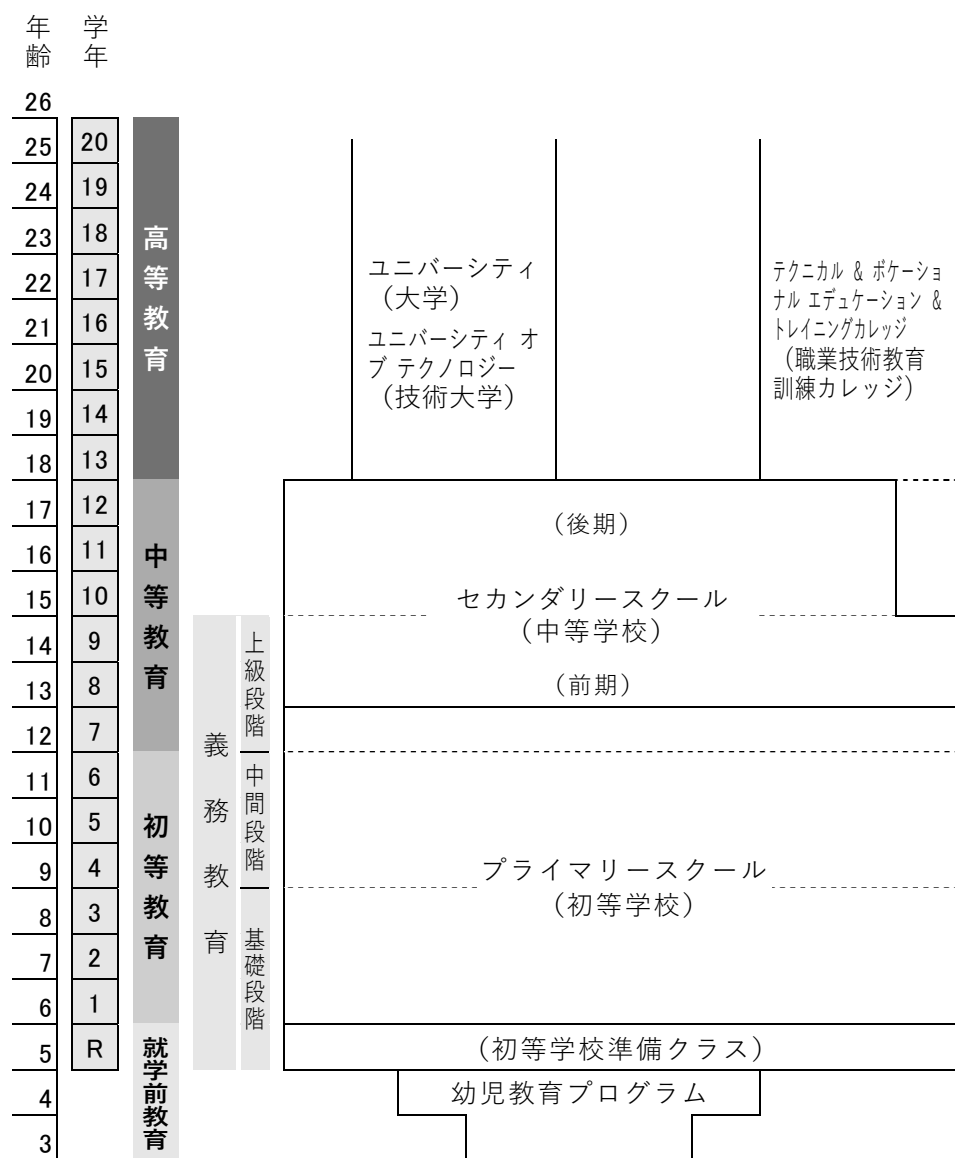 年齢
学年
26
25
20
24
19
23
18
22
17
21
16
20
15
19
14
18
13
17
12
16
11
15
10
14
9
13
8
12
7
11
6
10
5
9
4
8
3
7
2
6
1
5
R
4
3
高等教育
中等教育
初等教育
就学前教育
義務教育
上級段階
中間段階
基礎段階
ユニバーシティ
（大学）
ユニバーシティ オ
ブ テクノロジー
（技術大学）
テクニカル & ボケーショ
ナル エデュケーション &
トレイニングカレッジ
（職業技術教育
訓練カレッジ）
（後期）
セカンダリースクール
（中等学校）
（前期）
プライマリースクール
（初等学校）
（初等学校準備クラス）
幼児教育プログラム